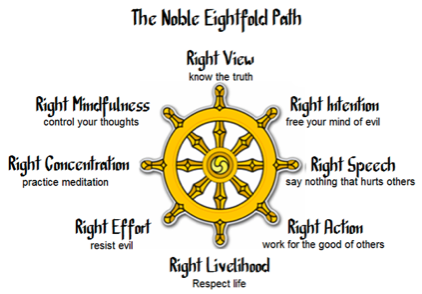 The Noble Eightfold Path
Right View
know the truth
Right Mindfulness
control your thoughts
Right Intention
free your mind of evil
Right Concentration
practice meditation
Right Speech
say nothing that hurts others
Right Effort
resist evil
Right Action
work for the good of others
Right Livelihood
Respect life